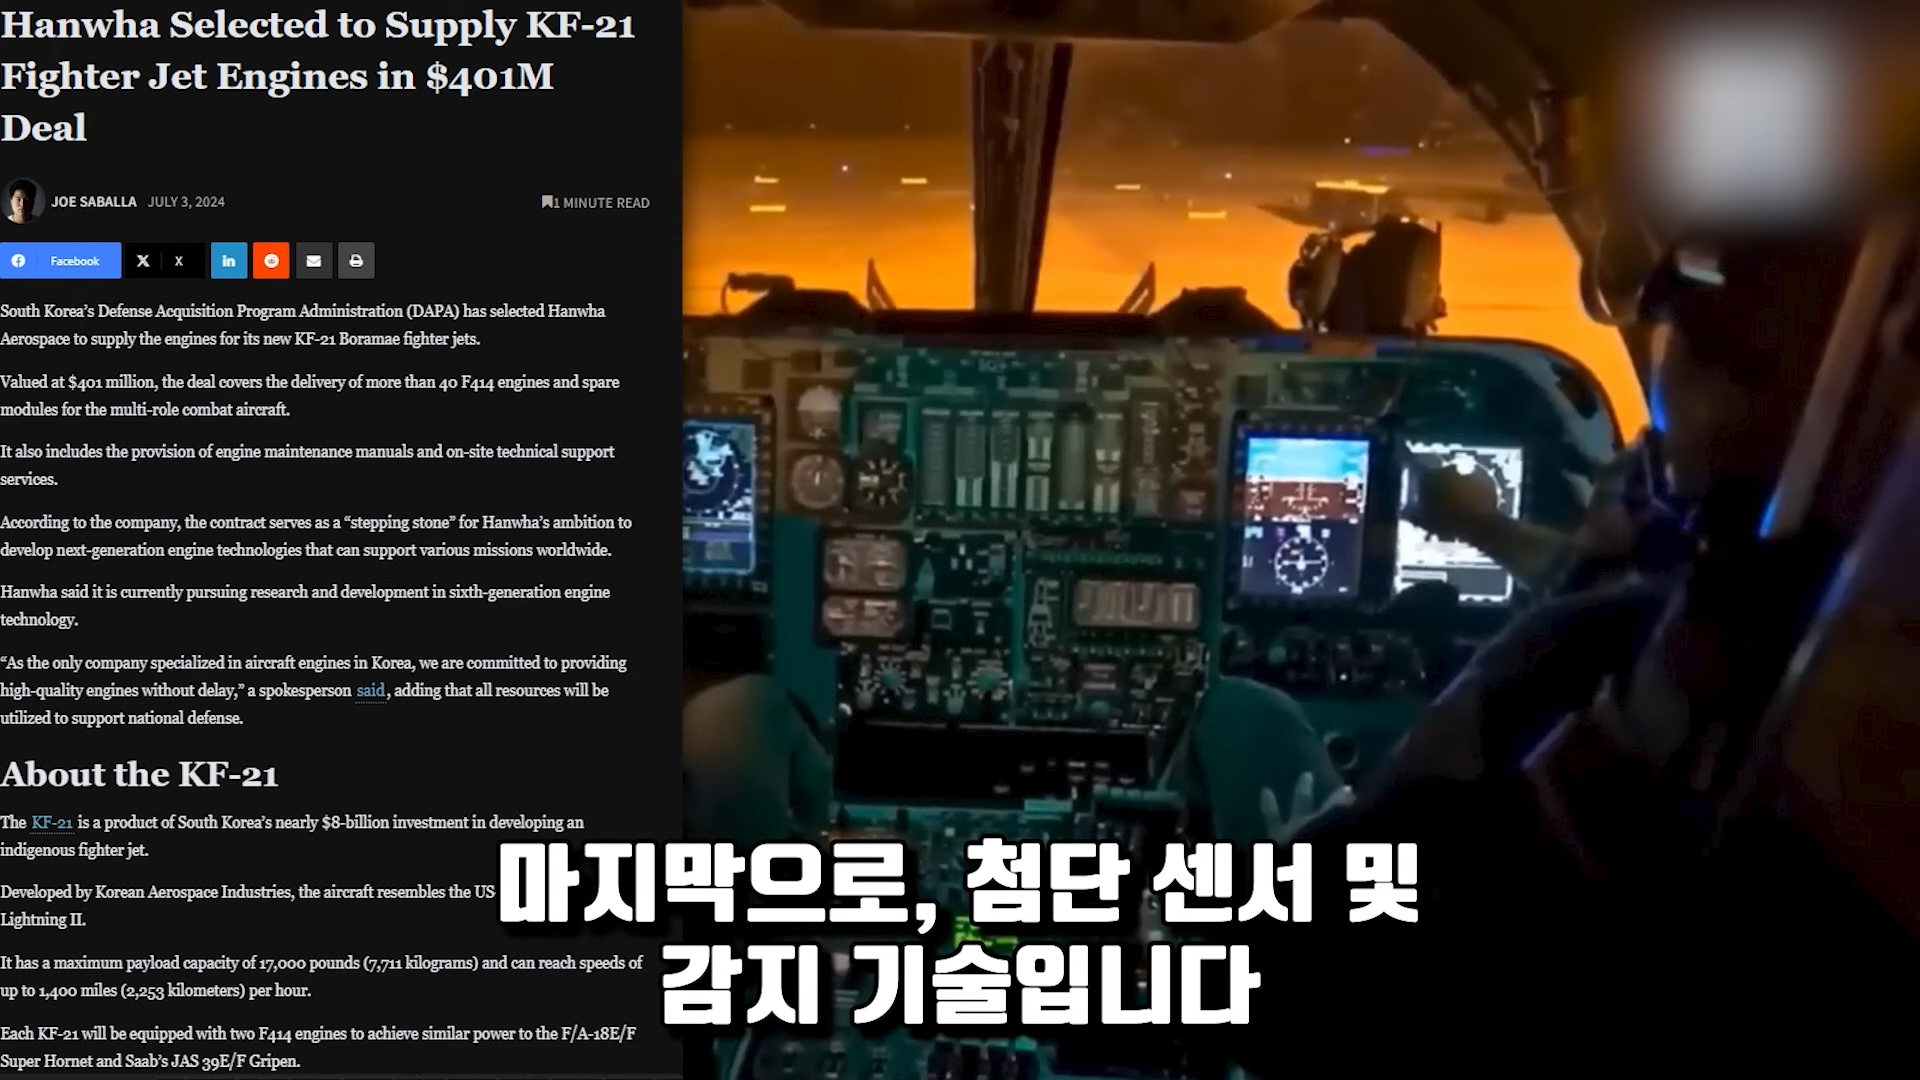 Hanwha Selected to Supply KF-21
Fighter Jet Engines in $401M
Deal
JOE SABALLA JULY 3, 2024
1 MINUTE READ
Facebook
X
in
South Korea’s Defense Acquisition Program Administration (DAPA) has selected Hanwha
Aerospace to supply the engines for its new KF-21 Boramae fighter jets.
Valued at $401 million, the deal covers the delivery of more than 40 F414 engines and spare
modules for the multi-role combat aircraft.
It also includes the provision of engine maintenance manuals and on-site technical support
services.
According to the company, the contract serves as a “stepping stone” for Hanwha’s ambition to
develop next-generation engine technologies that can support various missions worldwide.
Hanwha said it is currently pursuing research and development in sixth-generation engine
technology.
“As the only company specialized in aircraft engines in Korea, we are committed to providing
high-quality engines without delay,” a spokesperson said, adding that all resources will be
utilized to support national defense.
About the KF-21
The KF-21 is a product of South Korea’s nearly $8-billion investment in developing an
indigenous fighter jet.
Developed by Korean Aerospace Industries, the aircraft resembles the US
Lightning II.
It has a maximum payload capacity of 17,000 pounds (7,711 kilograms) and can reach speeds of
up to 1,400 miles (2,253 kilometers) per hour.
Each KF-21 will be equipped with two F414 engines to achieve similar power to the F/A-18E/F
Super Hornet and Saab’s JAS 39E/F Gripen.
마지막으로, 첨단 센서 및
감지 기술입니다